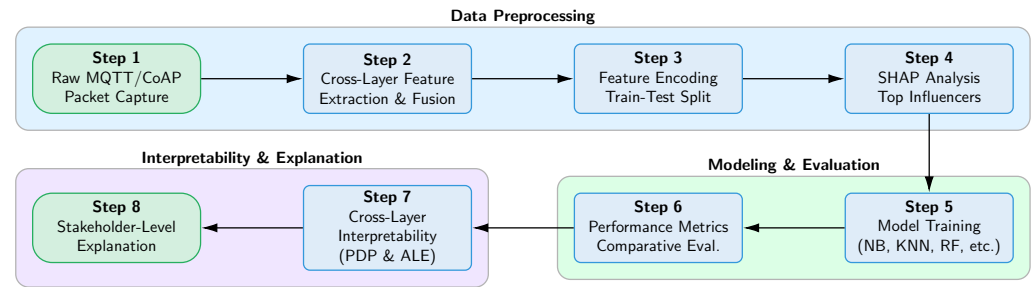 Data Preprocessing
Step 1
Raw MQTT/CoAP
Packet Capture
Step 2
Cross-Layer Feature
Extraction & Fusion
Step 3
Feature Encoding
Train-Test Split
Step 4
SHAP Analysis
Top Influencers
Modeling & Evaluation
Step 5
Model Training
(NB, KNN, RF, etc.)
Step 6
Performance Metrics
Comparative Eval.
Interpretability & Explanation
Step 7
Cross-Layer
Interpretability
(PDP & ALE)
Step 8
Stakeholder-Level
Explanation